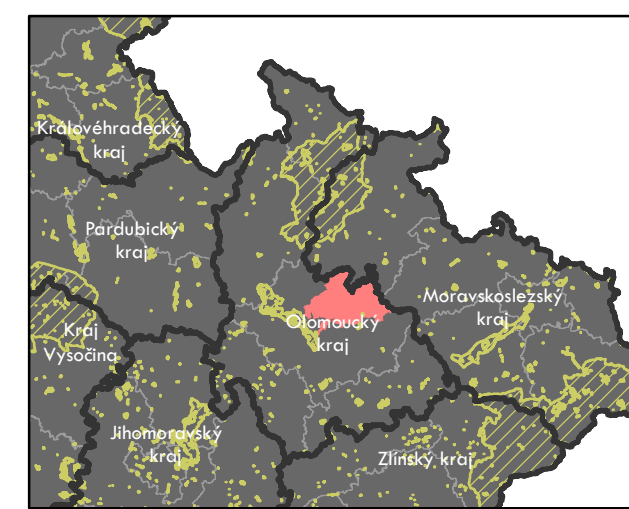 Královéhradecký
kraj
Pardubický
kraj
Kraj
Vysočina
Olomoucký
kraj
Moravskoslezský
kraj
Jihomoravský
kraj
Zlínský kraj